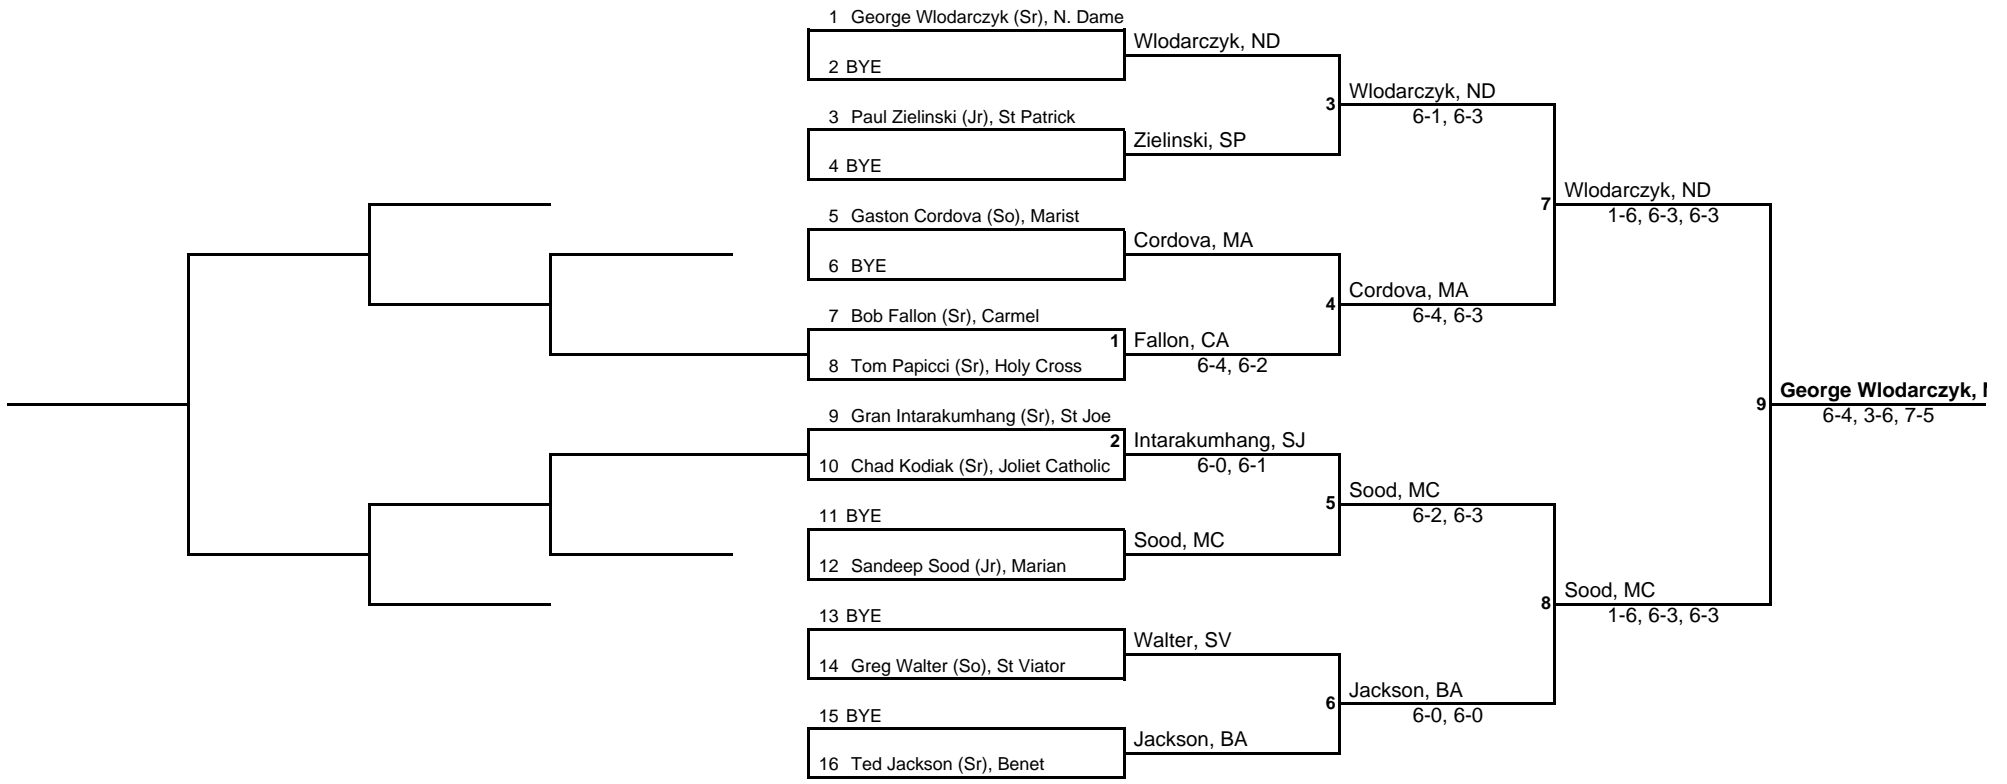 1 George Wlodarczyk (Sr), N. Dame
Wlodarczyk, ND
2 BYE
3 Wlodarczyk, ND
6-1, 6-3
3 Paul Zielinski (Jr), St Patrick
Zielinski, SP
4 BYE
7 Wlodarczyk, ND
1-6, 6-3, 6-3
5 Gaston Cordova (So), Marist
Cordova, MA
6 BYE
4 Cordova, MA
6-4, 6-3
7 Bob Fallon (Sr), Carmel
1 Fallon, CA
6-4, 6-2
8 Tom Papicci (Sr), Holy Cross
9 George Wlodarczyk,
6-4, 3-6, 7-5
9 Gran Intarakumhang (Sr), St Joe
2 Intarakumhang, SJ
6-0, 6-1
10 Chad Kodiak (Sr), Joliet Catholic
5 Sood, MC
6-2, 6-3
11 BYE
Sood, MC
12 Sandeep Sood (Jr), Marian
8 Sood, MC
1-6, 6-3, 6-3
13 BYE
Walter, SV
14 Greg Walter (So), St Viator
6 Jackson, BA
6-0, 6-0
15 BYE
Jackson, BA
16 Ted Jackson (Sr), Benet